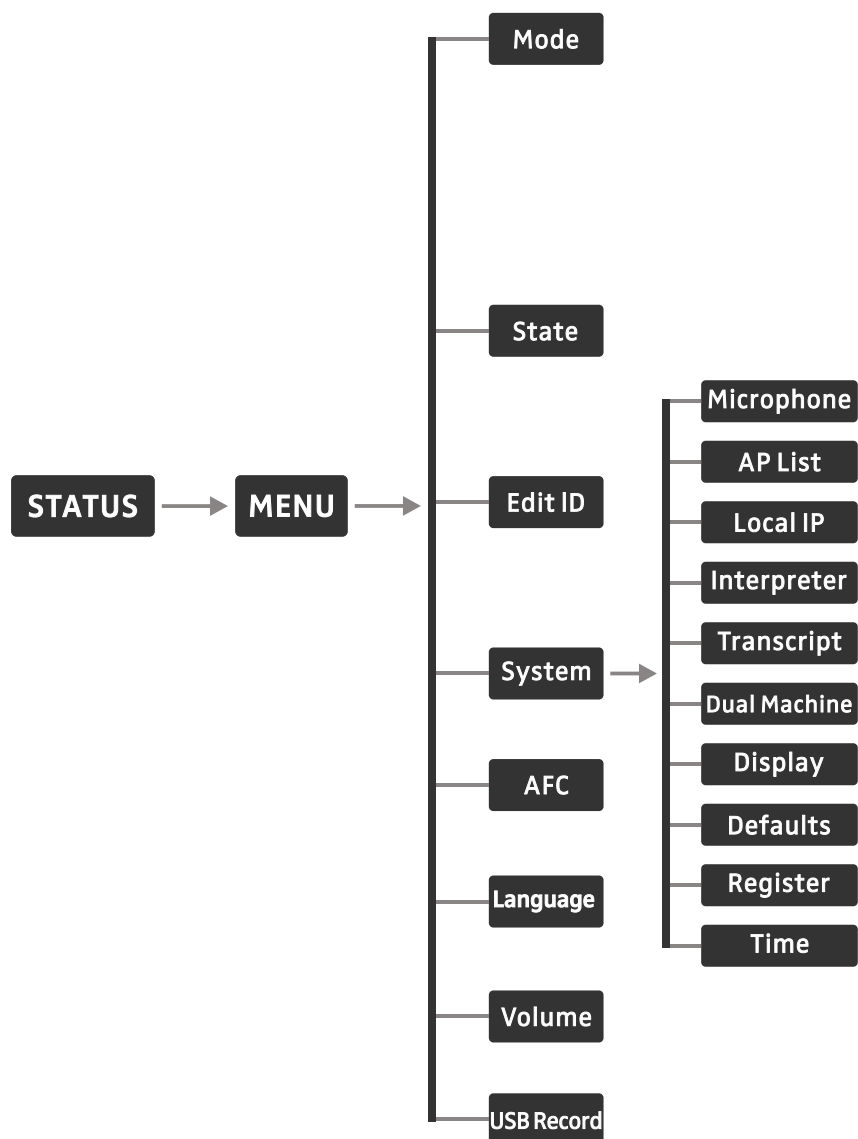 STATUS
MENU
Mode
State
Edit ID
System
AFC
Language
Volume
USB Record
Microphone
AP List
Local IP
Interpreter
Transcript
Dual Machine
Display
Defaults
Register
Time